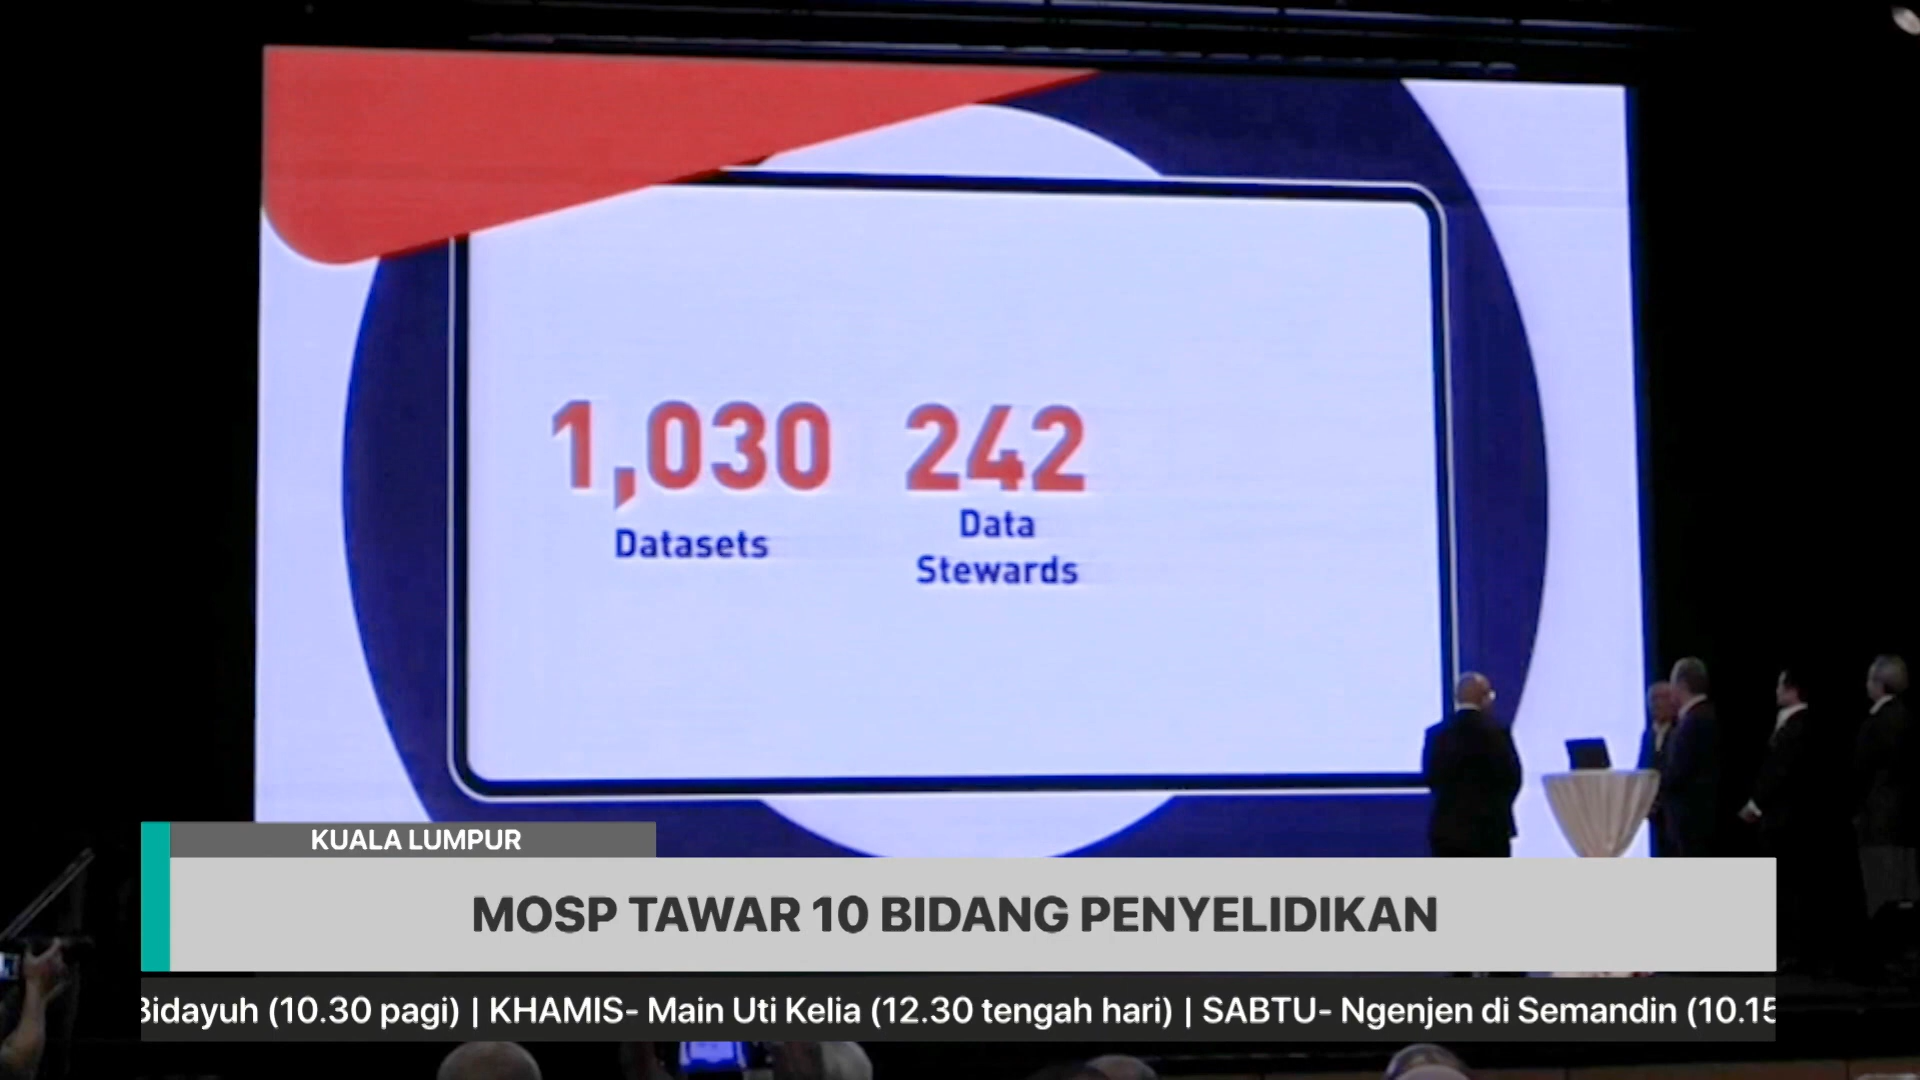 1,030 242
Datasets
Data
Stewards
KUALA LUMPUR
MOSP TAWAR 10 BIDANG PENYELIDIKAN
Bidayuh (10.30 pagi) | KHAMIS- Main Uti Kelia (12.30 tengah hari) | SABTU- Ngenjen di Semandin (10.15